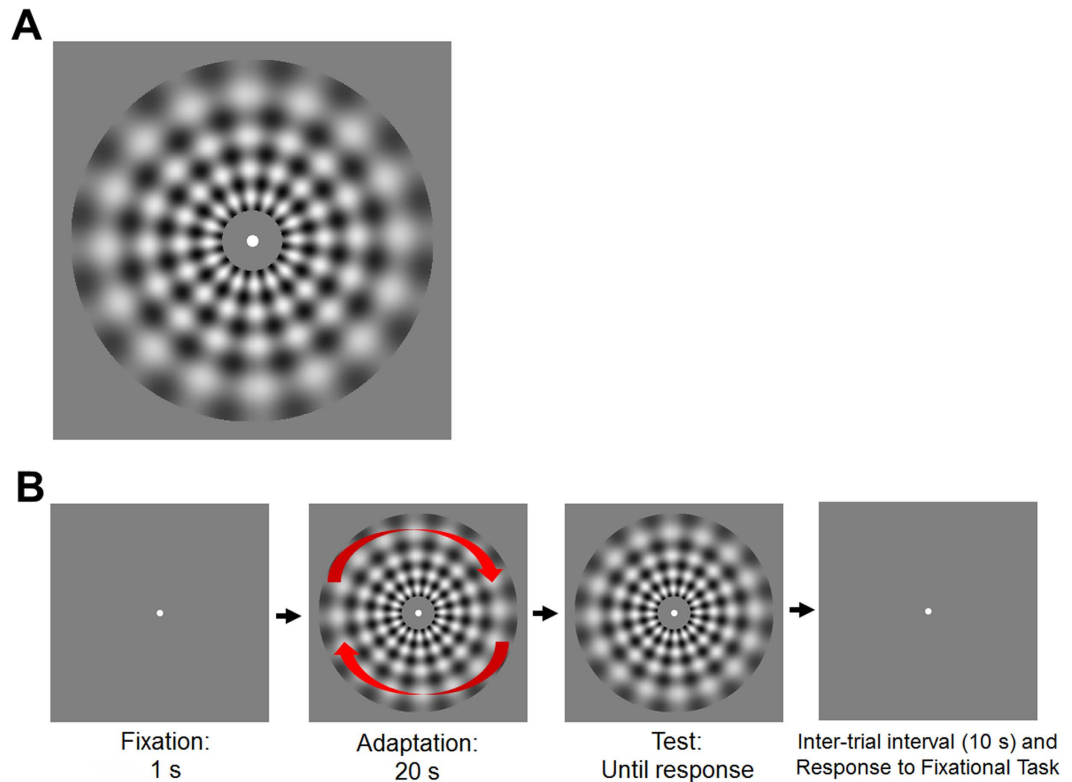 A
B
Fixation:
1 s
Adaptation:
20 s
Test:
Until response
Inter-trial interval (10 s) and
Response to Fixational Task